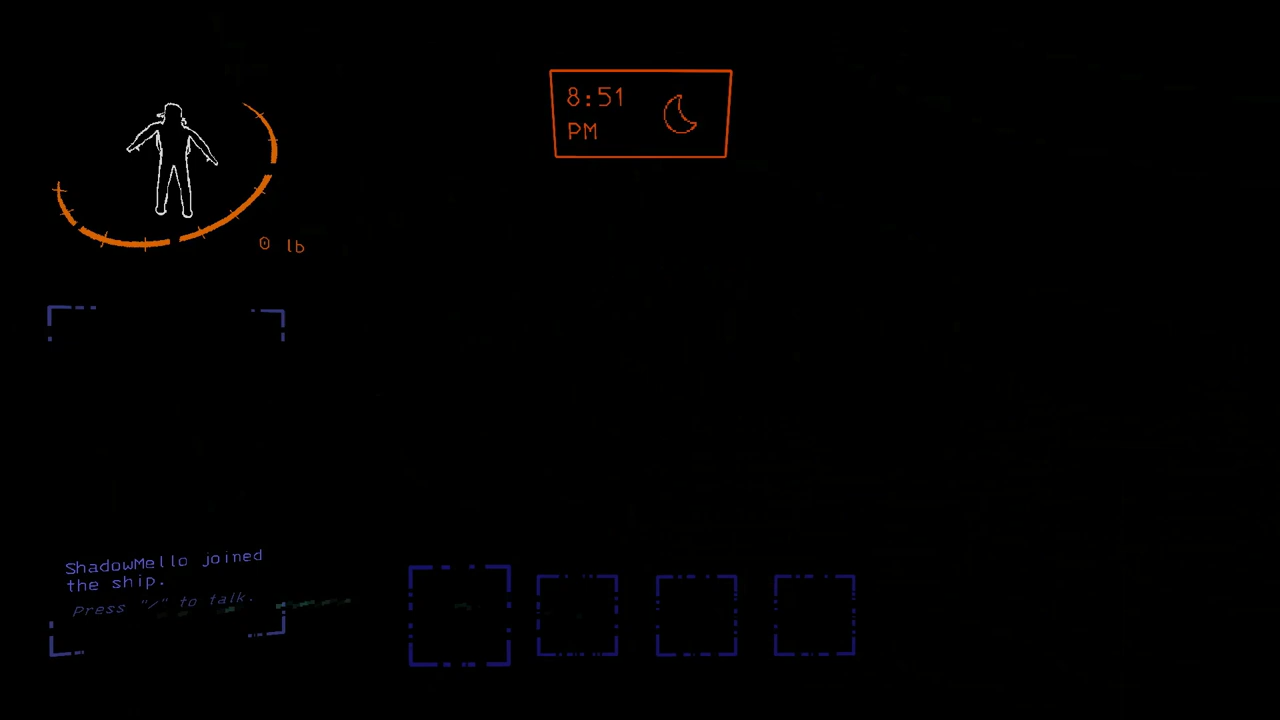 8:51
PM
0 lb
ShadowMello joined
the ship.
Press "/" to talk.